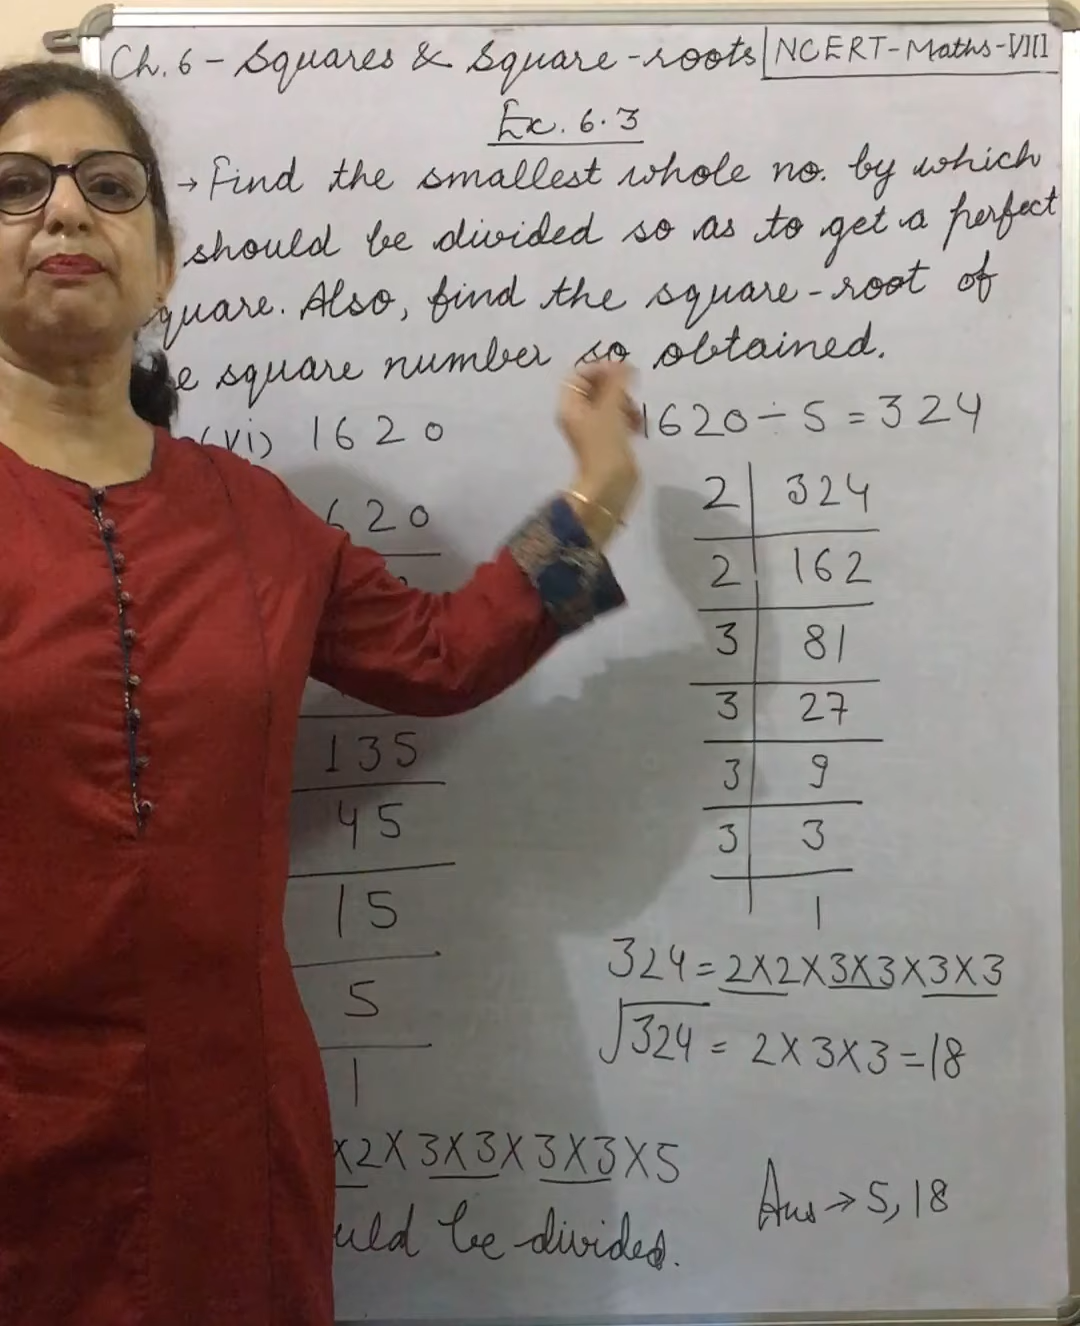 Ch. 6 - Squares & Square-roots NCERT-Maths-VIII
Ex. 6.3
→ Find the smallest whole no. by which
should be divided so as to get a perfect
quare. Also, find the square-root of
e square number so obtained.
(vi) 1620
1620 ÷ 5 = 324
620
135
45
15
5
1
2 324
2 162
3 81
3 27
3 9
3 3
1
324 = 2X2X3X3X3X3
√324 = 2X3X3 = 18
X2X3X3X3X3X5
uld be divided.
Ans → 5, 18